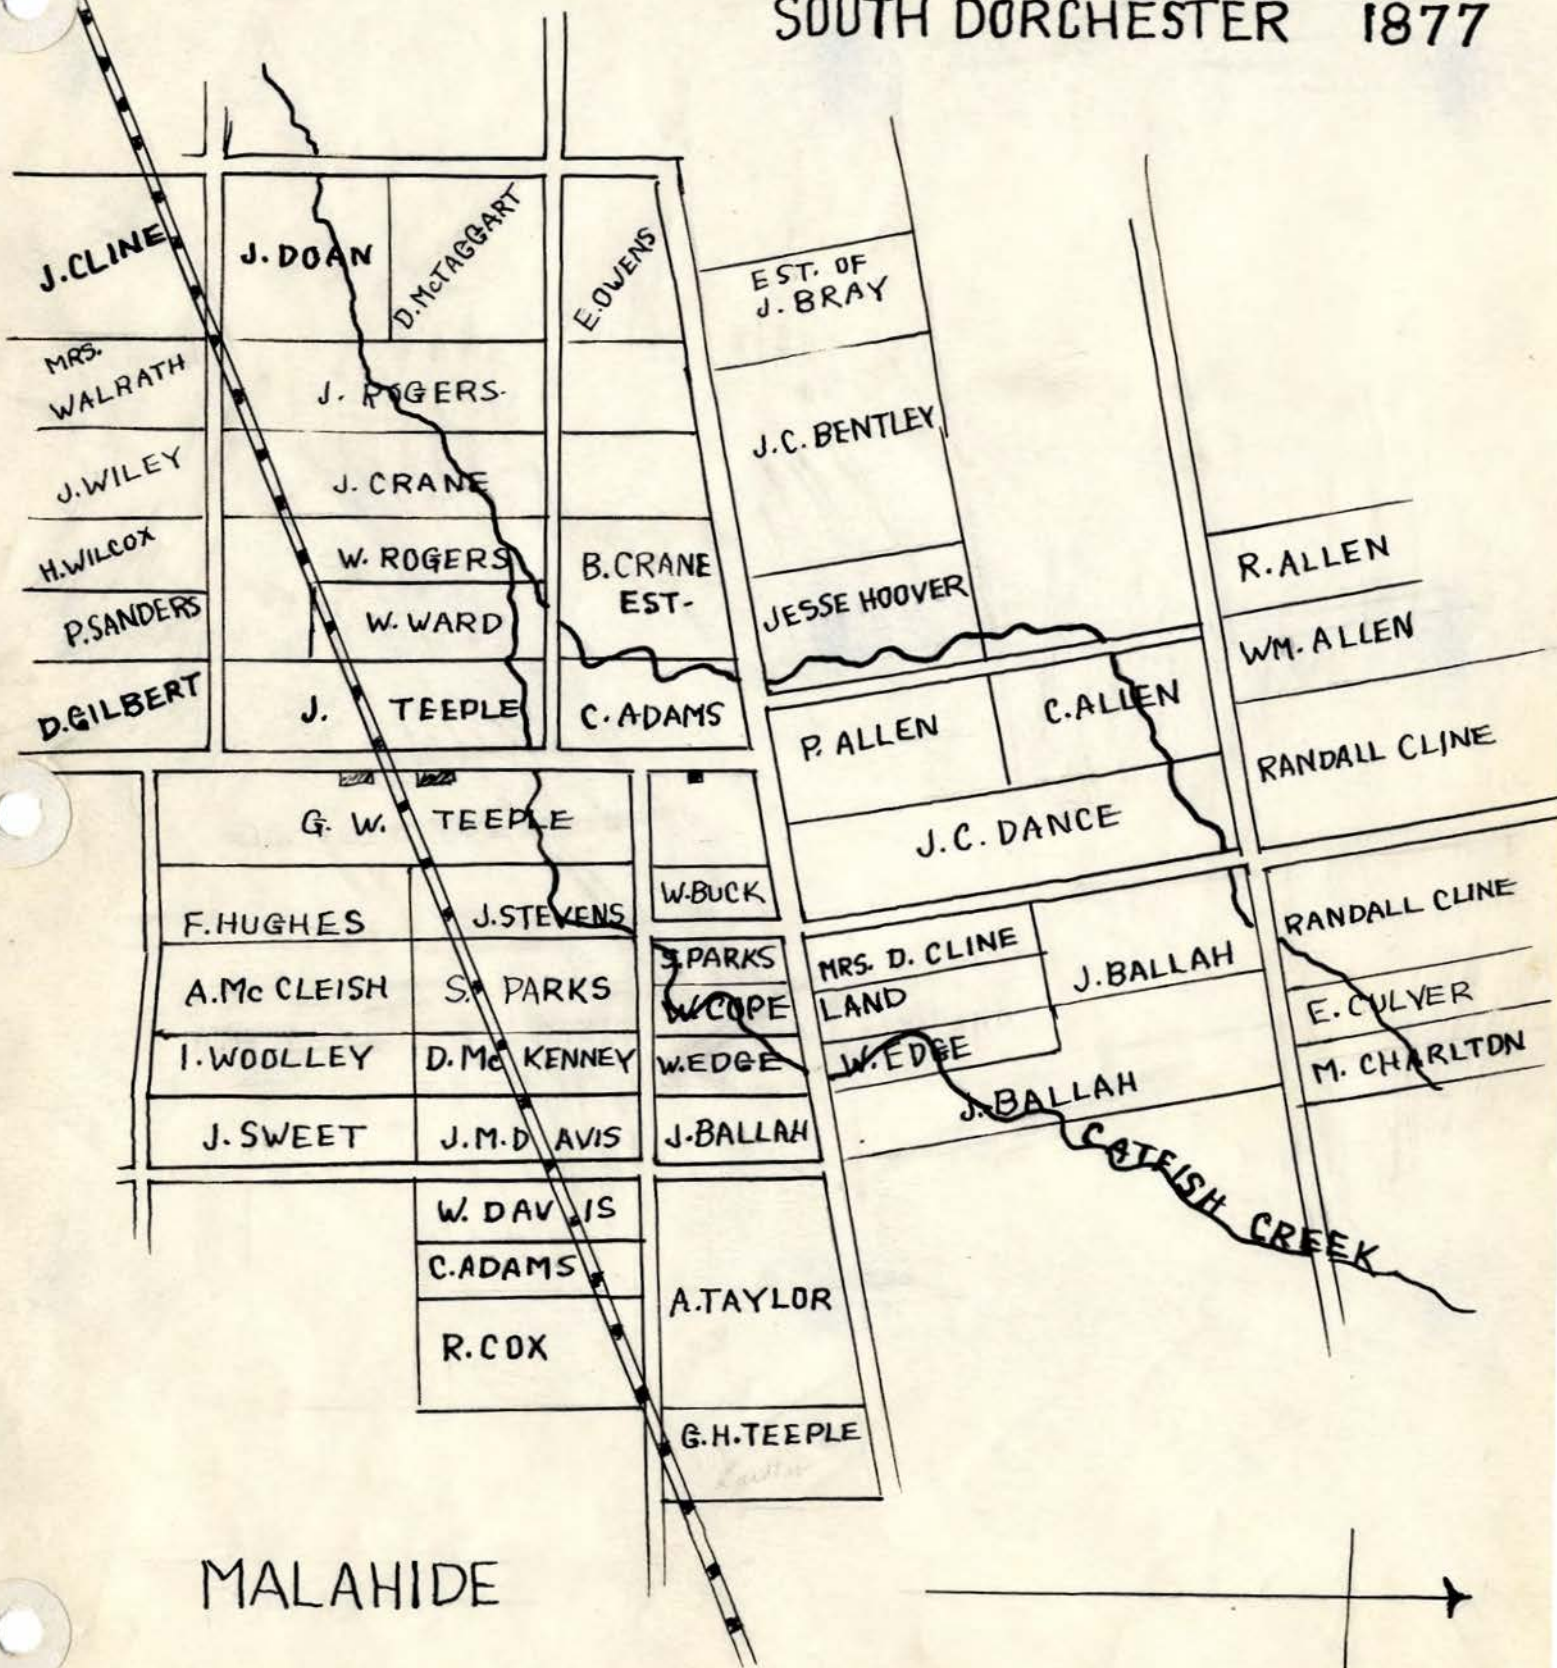 SOUTH DORCHESTER 1877
J. CLINE
J. DOAN
D. McTAGGART
E. OWENS
EST. OF
J. BRAY
MRS.
WALRATH
J. ROGERS.
J.C. BENTLEY
J. WILEY
J. CRANE
H. WILCOX
W. ROGERS
B. CRANE
EST-
R. ALLEN
P. SANDERS
W. WARD
JESSE HOOVER
WM. ALLEN
D. GILBERT
J. TEEPLE
C. ADAMS
P. ALLEN
C. ALLEN
RANDALL CLINE
G. W. TEEPLE
J.C. DANCE
F. HUGHES
J. STEVENS
W. BUCK
RANDALL CLINE
A. Mc CLEISH
S. PARKS
S. PARKS
MRS. D. CLINE
LAND
J. BALLAH
W. COPE
E. CULVER
I. WOOLLEY
D. Mc KENNEY
W. EDGE
W. EDGE
M. CHARLTON
J. SWEET
J. M. DAVIS
J. BALLAH
J. BALLAH
CATFISH CREEK
W. DAVIS
C. ADAMS
A. TAYLOR
R. COX
G. H. TEEPLE
MALAHIDE